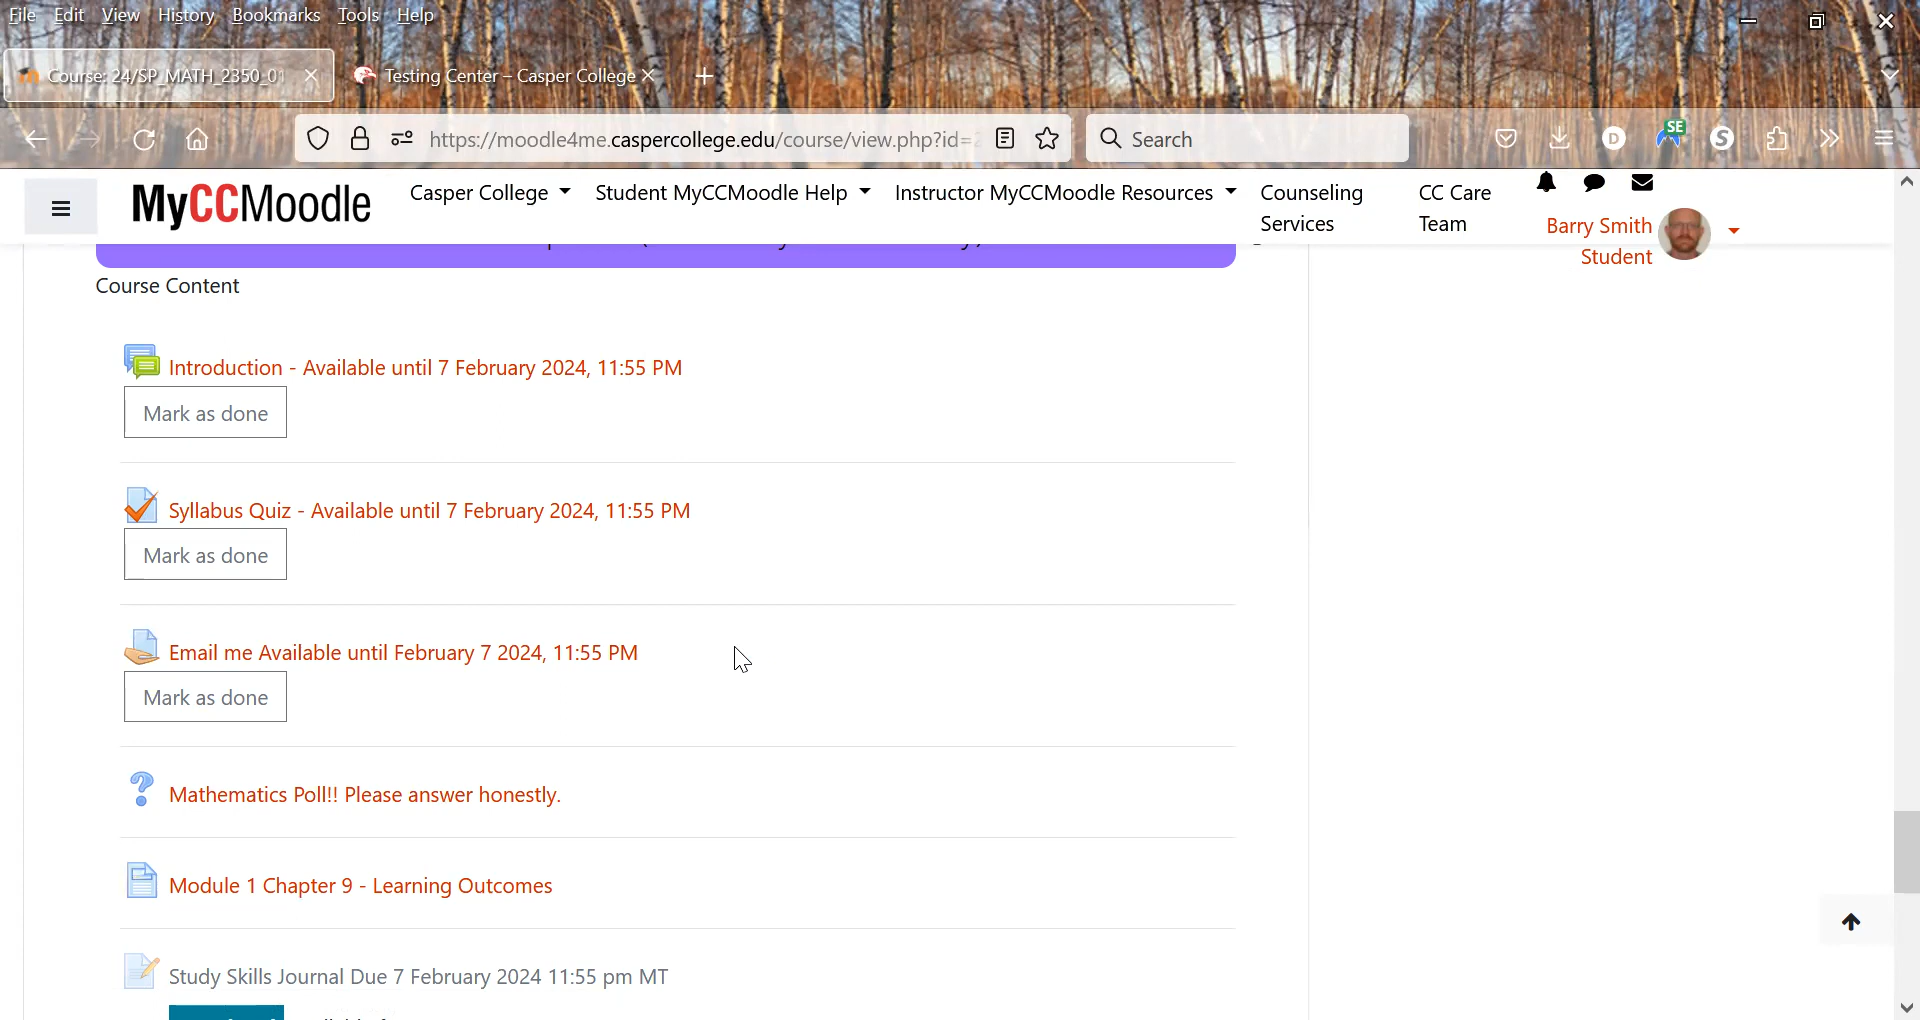 File Edit View History Bookmarks Tools Help
Course: 24/SP_MATH_2350_01
Testing Center – Casper College
https://moodle4me.caspercollege.edu/course/view.php?id=2
Search
D
SE
S
MyCCMoodle
Casper College
Student MyCCMoodle Help
Instructor MyCCMoodle Resources
Counseling
Services
CC Care
Team
Barry Smith
Student
Course Content
Introduction - Available until 7 February 2024, 11:55 PM
Mark as done
Syllabus Quiz - Available until 7 February 2024, 11:55 PM
Mark as done
Email me Available until February 7 2024, 11:55 PM
Mark as done
Mathematics Poll!! Please answer honestly.
Module 1 Chapter 9 - Learning Outcomes
Study Skills Journal Due 7 February 2024 11:55 pm MT